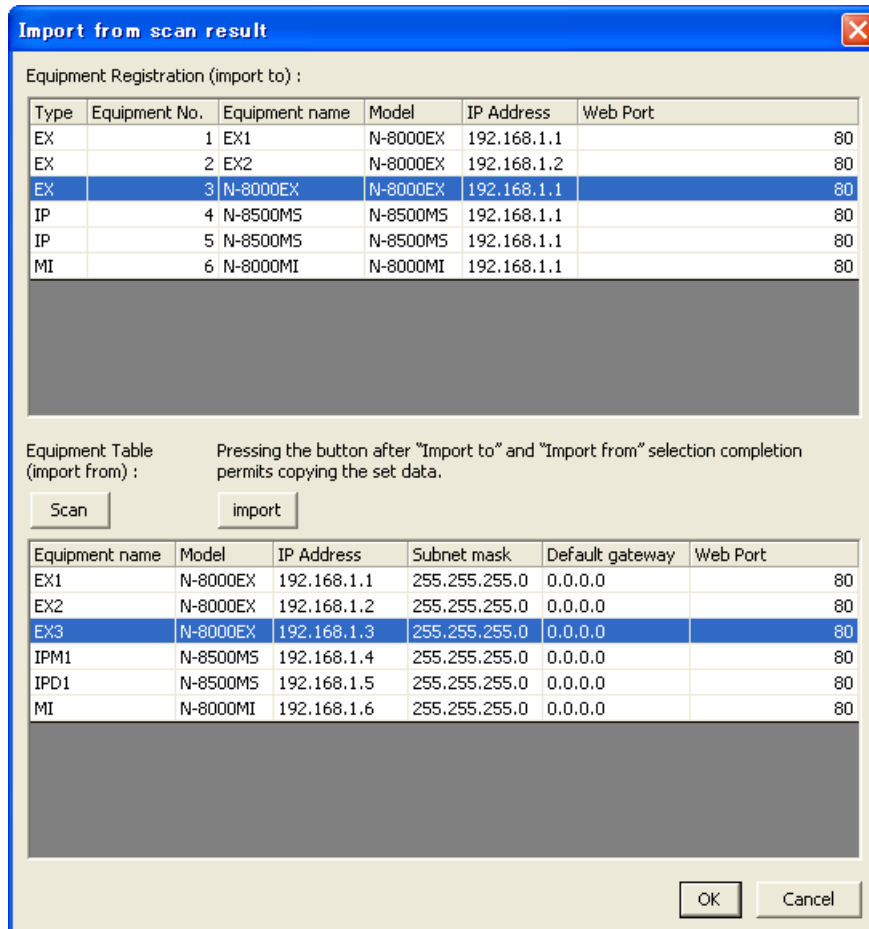 Import from scan result
Equipment Registration (import to) :
Type Equipment No. Equipment name Model IP Address Web Port
EX 1 EX1 N-8000EX 192.168.1.1 80
EX 2 EX2 N-8000EX 192.168.1.2 80
EX 3 N-8000EX N-8000EX 192.168.1.1 80
IP 4 N-8500MS N-8500MS 192.168.1.1 80
IP 5 N-8500MS N-8500MS 192.168.1.1 80
MI 6 N-8000MI N-8000MI 192.168.1.1 80
Equipment Table
(import from) :
Pressing the button after "Import to" and "Import from" selection completion
permits copying the set data.
Scan import
Equipment name Model IP Address Subnet mask Default gateway Web Port
EX1 N-8000EX 192.168.1.1 255.255.255.0 0.0.0.0 80
EX2 N-8000EX 192.168.1.2 255.255.255.0 0.0.0.0 80
EX3 N-8000EX 192.168.1.3 255.255.255.0 0.0.0.0 80
IPM1 N-8500MS 192.168.1.4 255.255.255.0 0.0.0.0 80
IPD1 N-8500MS 192.168.1.5 255.255.255.0 0.0.0.0 80
MI N-8000MI 192.168.1.6 255.255.255.0 0.0.0.0 80
OK Cancel